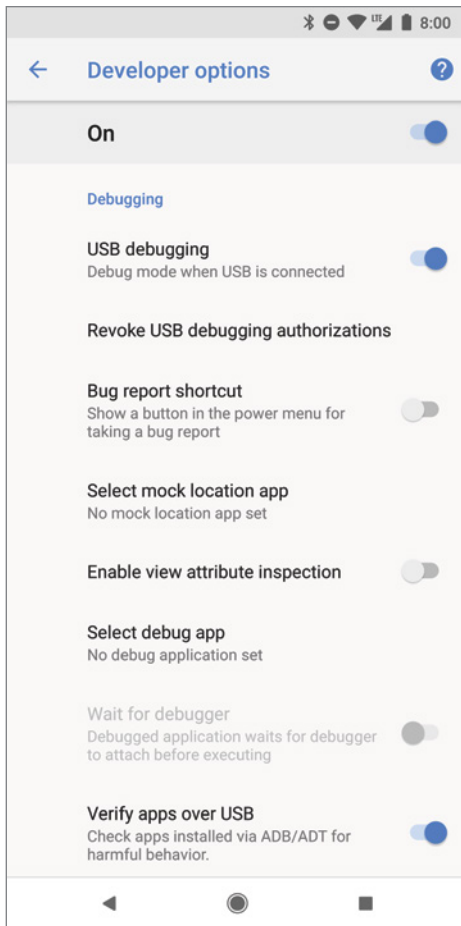 LTE 8:00
Developer options
On
Debugging
USB debugging
Debug mode when USB is connected
Revoke USB debugging authorizations
Bug report shortcut
Show a button in the power menu for
taking a bug report
Select mock location app
No mock location app set
Enable view attribute inspection
Select debug app
No debug application set
Wait for debugger
Debugged application waits for debugger
to attach before executing
Verify apps over USB
Check apps installed via ADB/ADT for
harmful behavior.